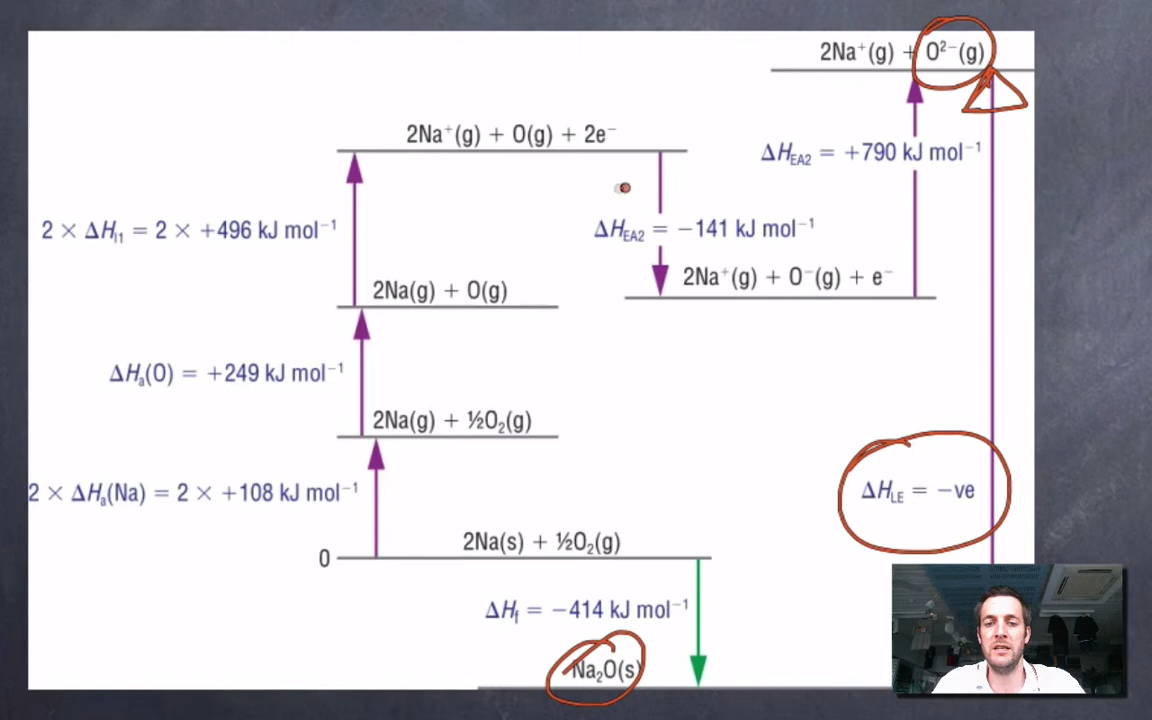 2Na⁺(g) + O²⁻(g)
2Na⁺(g) + O(g) + 2e⁻
ΔH_EA2 = +790 kJ mol⁻¹
2 × ΔH_i1 = 2 × +496 kJ mol⁻¹
ΔH_EA2 = −141 kJ mol⁻¹
2Na⁺(g) + O⁻(g) + e⁻
2Na(g) + O(g)
ΔH_a(O) = +249 kJ mol⁻¹
2Na(g) + ½O₂(g)
2 × ΔH_a(Na) = 2 × +108 kJ mol⁻¹
ΔH_LE = −ve
2Na(s) + ½O₂(g)
0
ΔH_f = −414 kJ mol⁻¹
Na₂O(s)